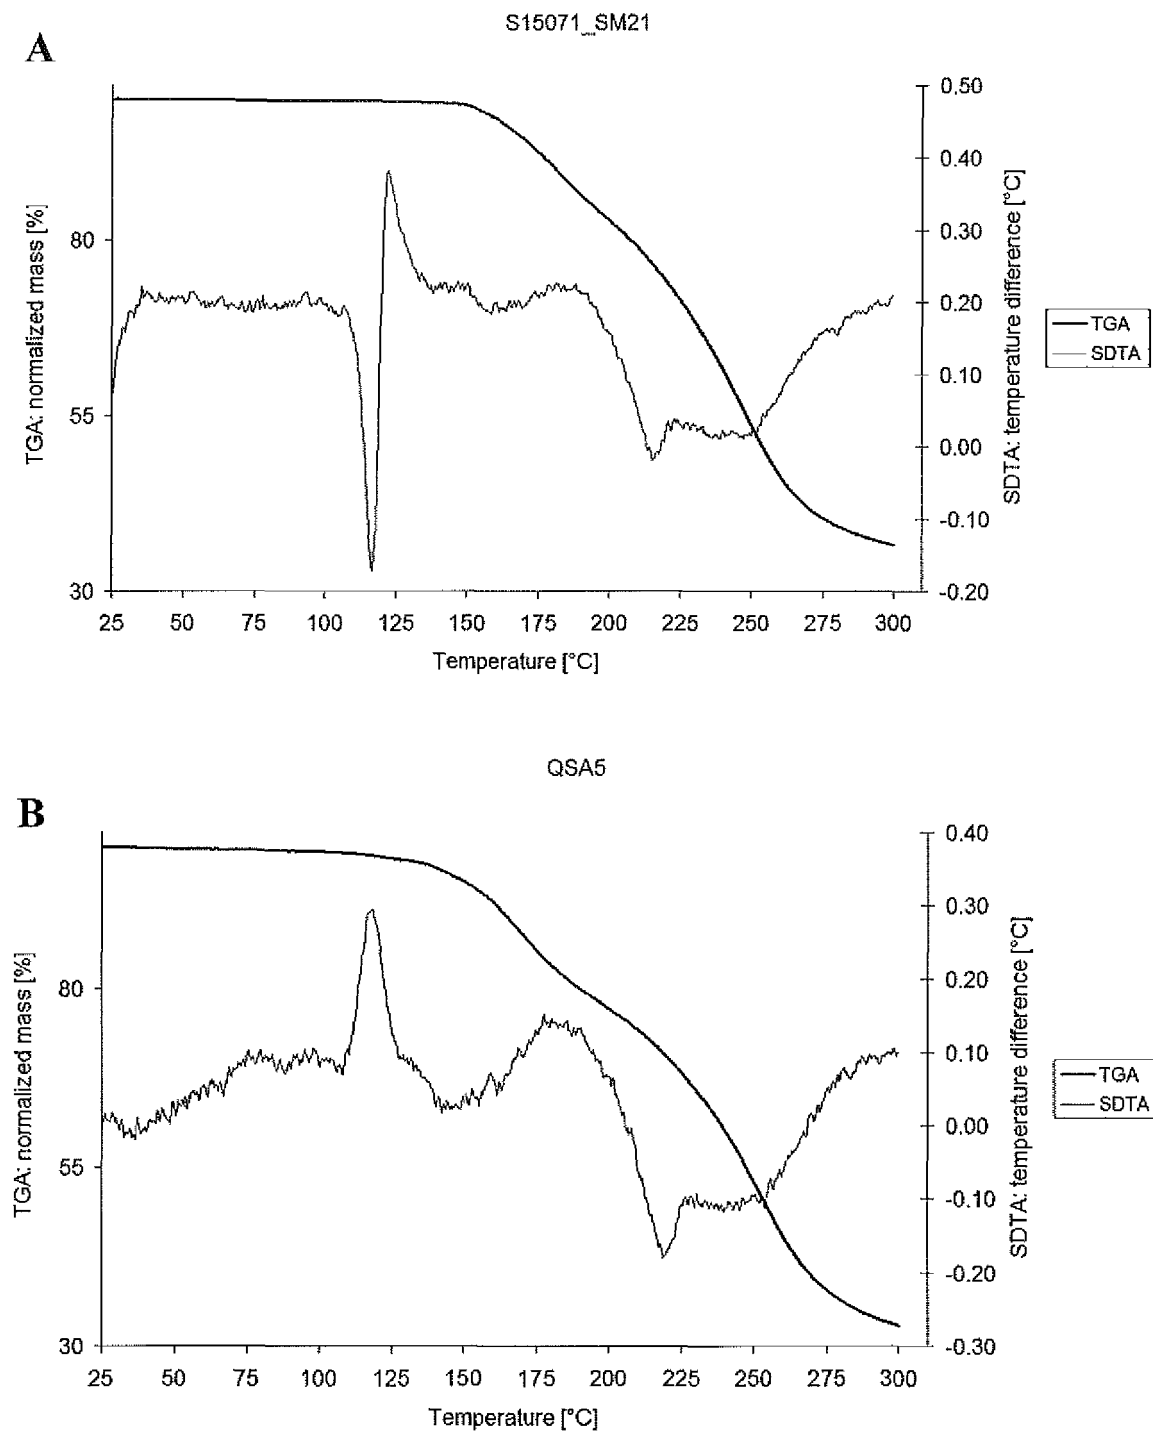 S15071_SM21
A
TGA: normalized mass [%]
80
55
30
0.50
0.40
0.30
0.20
0.10
0.00
-0.10
-0.20
SDTA: temperature difference [°C]
TGA
SDTA
25 50 75 100 125 150 175 200 225 250 275 300
Temperature [°C]
QSA5
B
TGA: normalized mass [%]
80
55
30
0.40
0.30
0.20
0.10
0.00
-0.10
-0.20
-0.30
SDTA: temperature difference [°C]
TGA
SDTA
25 50 75 100 125 150 175 200 225 250 275 300
Temperature [°C]